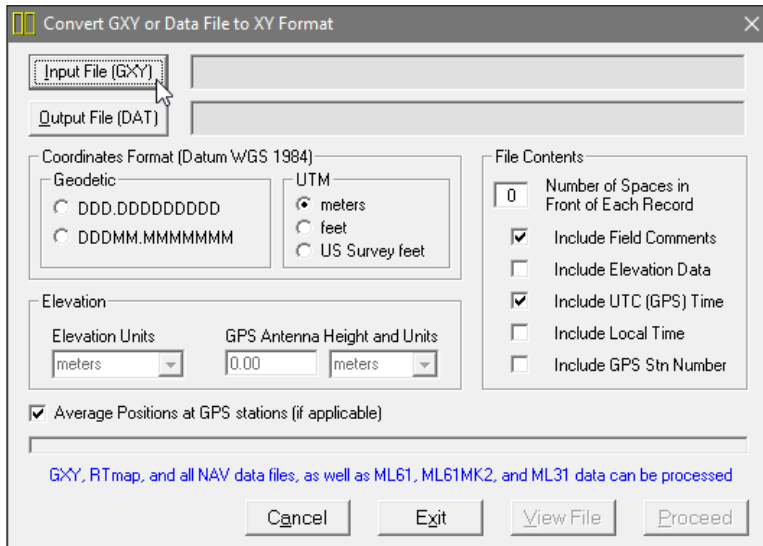 Convert GXY or Data File to XY Format
Input File (GXY)
Output File (DAT)
Coordinates Format (Datum WGS 1984)
Geodetic
DDD.DDDDDDDDD
DDDMM.MMMMMMM
UTM
meters
feet
US Survey feet
File Contents
0
Number of Spaces in
Front of Each Record
Include Field Comments
Include Elevation Data
Include UTC (GPS) Time
Include Local Time
Include GPS Stn Number
Elevation
Elevation Units
meters
GPS Antenna Height and Units
0.00
meters
Average Positions at GPS stations (if applicable)
GXY, RTmap, and all NAV data files, as well as ML61, ML61MK2, and ML31 data can be processed
Cancel
Exit
View File
Proceed